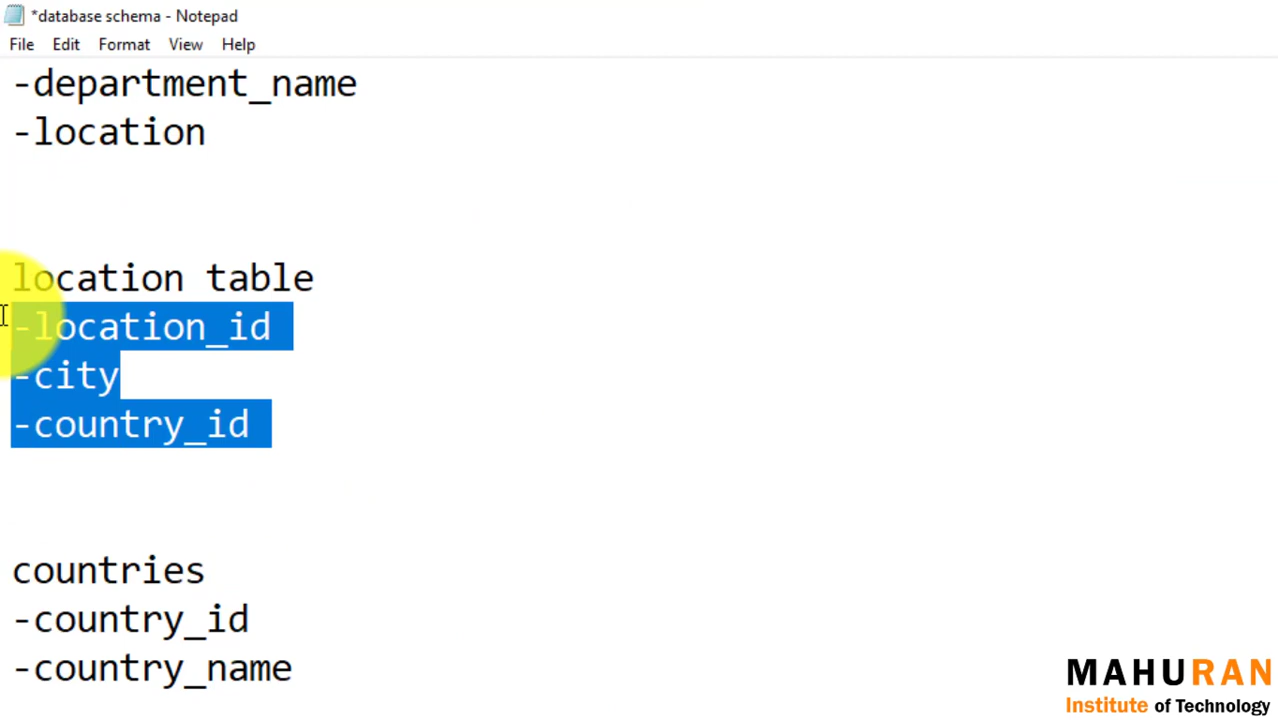 *database schema - Notepad
File Edit Format View Help
-department_name
-location
location table
-location_id
-city
-country_id
countries
-country_id
-country_name
MAHURAN
Institute of Technology